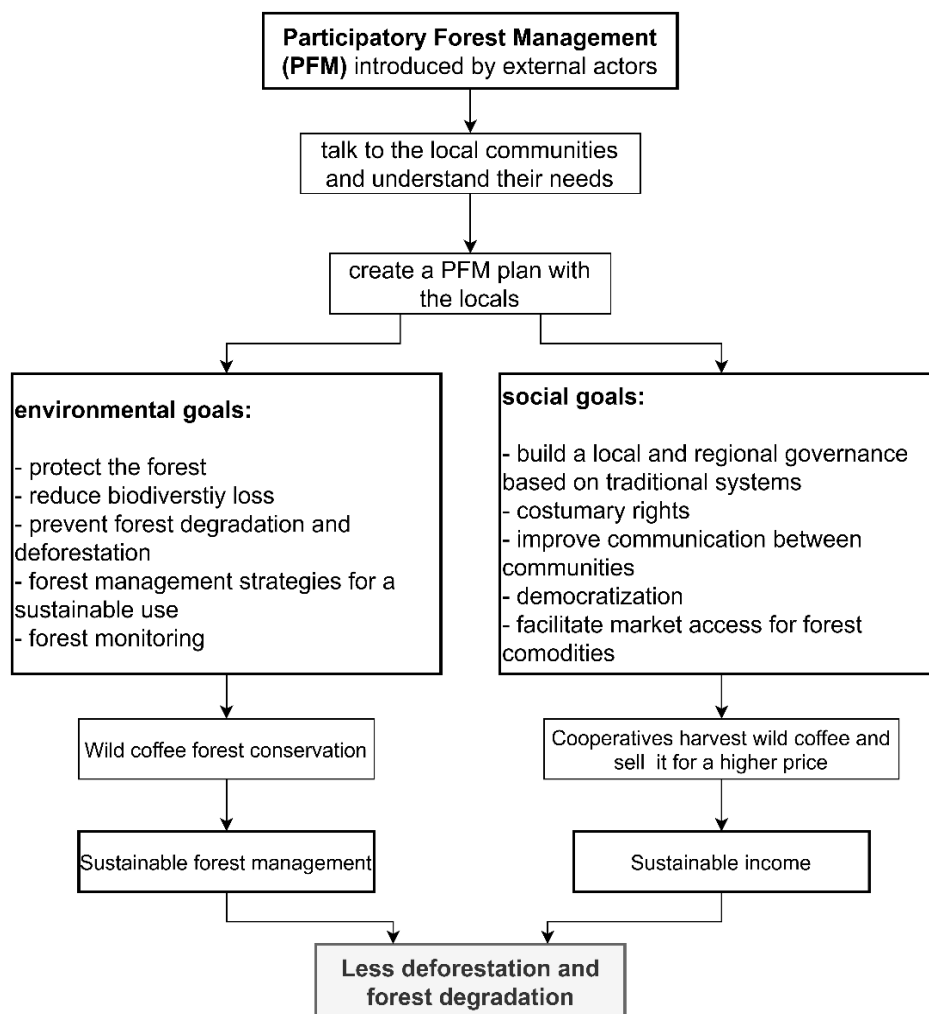 Participatory Forest Management
(PFM) introduced by external actors
talk to the local communities
and understand their needs
create a PFM plan with
the locals
environmental goals:
- protect the forest
- reduce biodiverstiy loss
- prevent forest degradation and
deforestation
- forest management strategies for a
sustainable use
- forest monitoring
social goals:
- build a local and regional governance
based on traditional systems
- costumary rights
- improve communication between
communities
- democratization
- facilitate market access for forest
comodities
Wild coffee forest conservation
Cooperatives harvest wild coffee and
sell it for a higher price
Sustainable forest management
Sustainable income
Less deforestation and
forest degradation